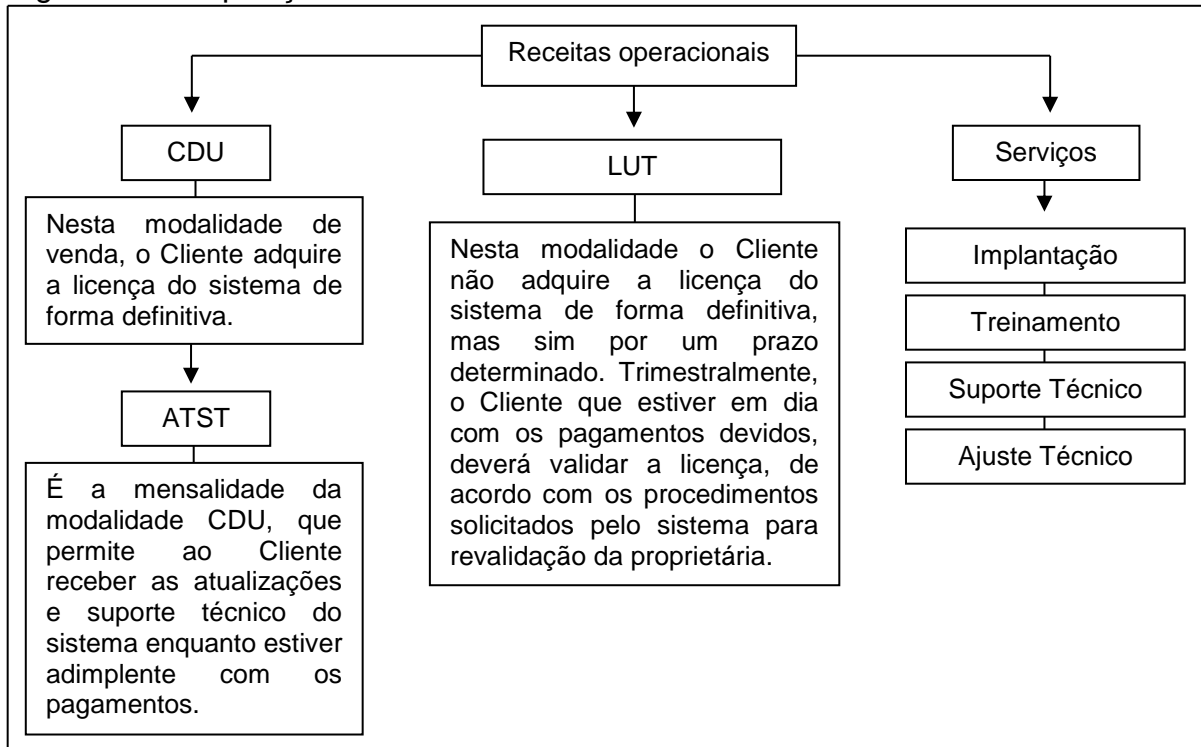 Receitas operacionais
CDU
Nesta modalidade de
venda, o Cliente adquire
a licença do sistema de
forma definitiva.
ATST
É a mensalidade da
modalidade CDU, que
permite ao Cliente
receber as atualizações
e suporte técnico do
sistema enquanto estiver
adimplente com os
pagamentos.
LUT
Nesta modalidade o Cliente
não adquire a licença do
sistema de forma definitiva,
mas sim por um prazo
determinado. Trimestralmente,
o Cliente que estiver em dia
com os pagamentos devidos,
deverá validar a licença, de
acordo com os procedimentos
solicitados pelo sistema para
revalidação da proprietária.
Serviços
Implantação
Treinamento
Suporte Técnico
Ajuste Técnico